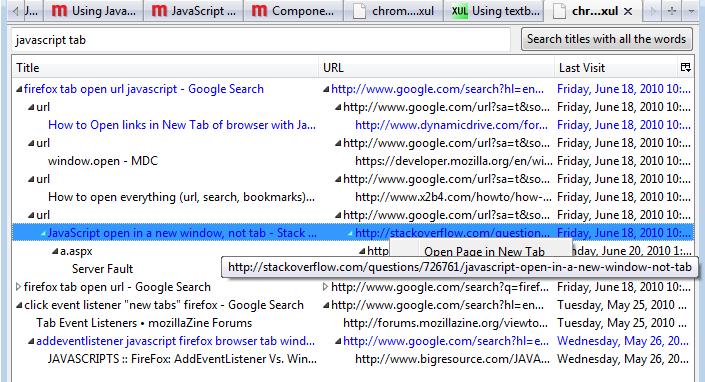 J... Using Java... JavaScript ... Compone... chrom....xul XUL Using textb... chr....xul
javascript tab Search titles with all the words
Title URL Last Visit
firefox tab open url javascript - Google Search http://www.google.com/search?hl=en... Friday, June 18, 2010 10:...
url http://www.google.com/url?sa=t&so... Friday, June 18, 2010 10:...
How to Open links in New Tab of browser with Ja... http://www.dynamicdrive.com/for... Friday, June 18, 2010 10:...
url http://www.google.com/url?sa=t&so... Friday, June 18, 2010 10:...
window.open - MDC https://developer.mozilla.org/en/wi... Friday, June 18, 2010 10:...
url http://www.google.com/url?sa=t&so... Friday, June 18, 2010 10:...
How to open everything (url, search, bookmarks)... http://www.x2b4.com/howto/how-... Friday, June 18, 2010 10:...
url http://www.google.com/url?sa=t&so... Friday, June 18, 2010 10:...
JavaScript open in a new window, not tab - Stack ... http://stackoverflow.com/question... Friday, June 18, 2010 10:...
a.aspx http Open Page in New Tab day, June 20, 2010 1:...
Server Fault
http://stackoverflow.com/questions/726761/javascript-open-in-a-new-window-not-tab
firefox tab open url - Google Search http://www.google.com/search?q=firef... Friday, June 18, 2010 10:...
click event listener "new tabs" firefox - Google Search http://www.google.com/search?hl=en... Tuesday, May 25, 2010 ...
Tab Event Listeners • mozillaZine Forums http://forums.mozillazine.org/viewto... Tuesday, May 25, 2010 ...
addeventlistener javascript firefox browser tab wind... http://www.google.com/search?hl=e... Wednesday, May 26, 20...
JAVASCRIPTS :: FireFox: AddEventListener Vs. Win... http://www.bigresource.com/JAVA... Wednesday, May 26, 20...